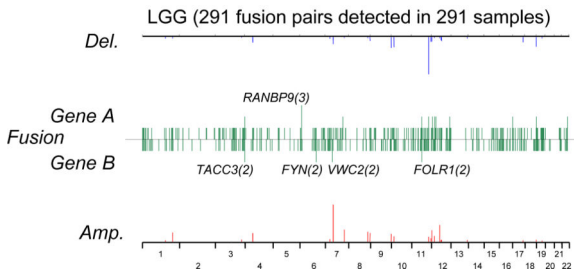 LGG (291 fusion pairs detected in 291 samples)
Del.
RANBP9(3)
Gene A
Fusion
Gene B
TACC3(2) FYN(2) VWC2(2) FOLR1(2)
Amp.
1 3 5 7 9 11 13 15 17 19 21
2 4 6 8 10 12 14 16 18 20 22